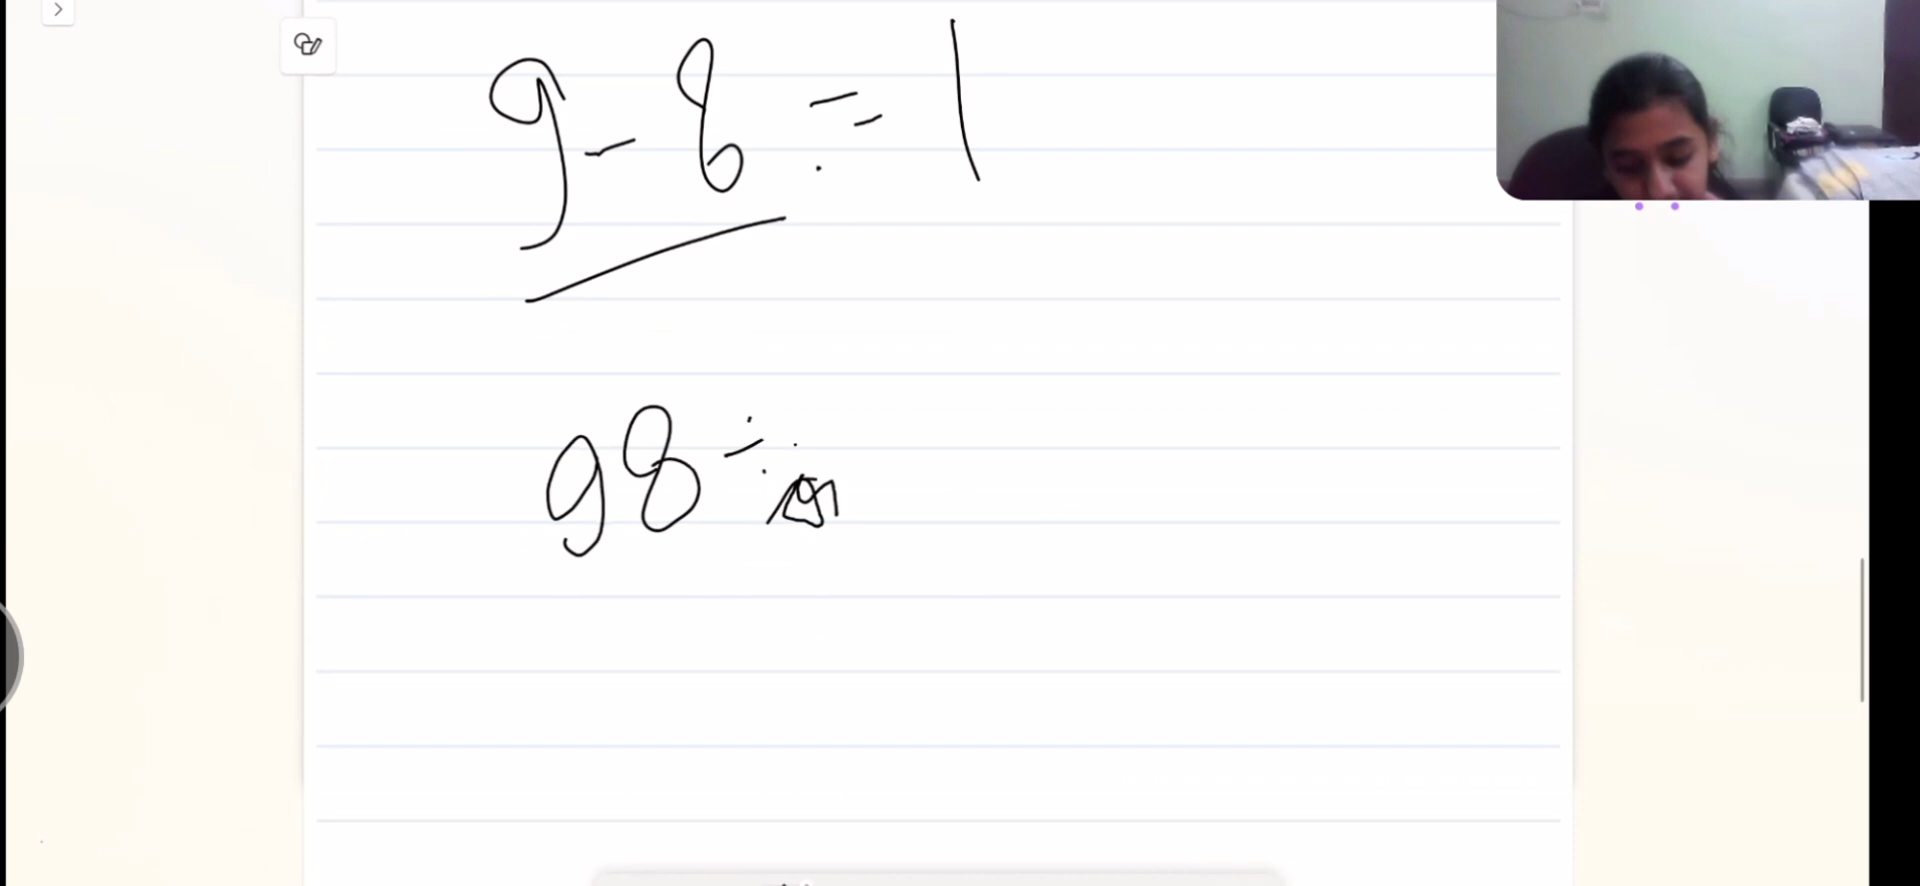 9 - 8 = 1
98 ÷